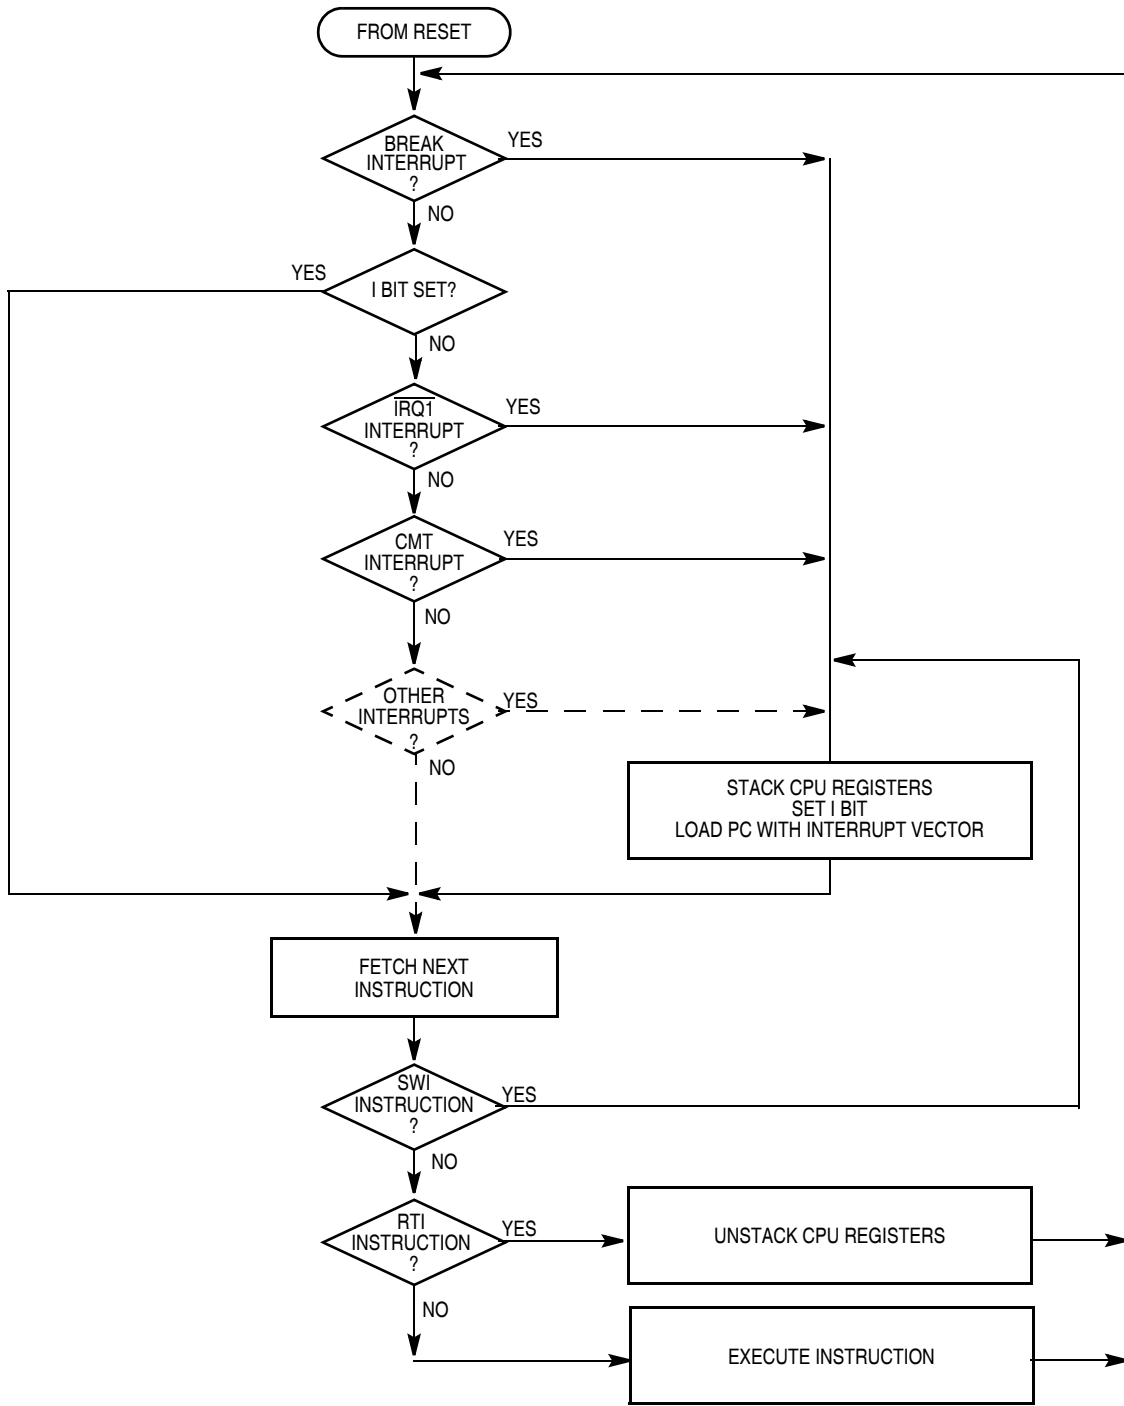 FROM RESET
BREAK
INTERRUPT
?
YES
NO
YES
I BIT SET?
NO
IRQ1
INTERRUPT
?
YES
NO
CMT
INTERRUPT
?
YES
NO
OTHER
INTERRUPTS
?
YES
NO
STACK CPU REGISTERS
SET I BIT
LOAD PC WITH INTERRUPT VECTOR
FETCH NEXT
INSTRUCTION
SWI
INSTRUCTION
?
YES
NO
RTI
INSTRUCTION
?
YES
UNSTACK CPU REGISTERS
NO
EXECUTE INSTRUCTION